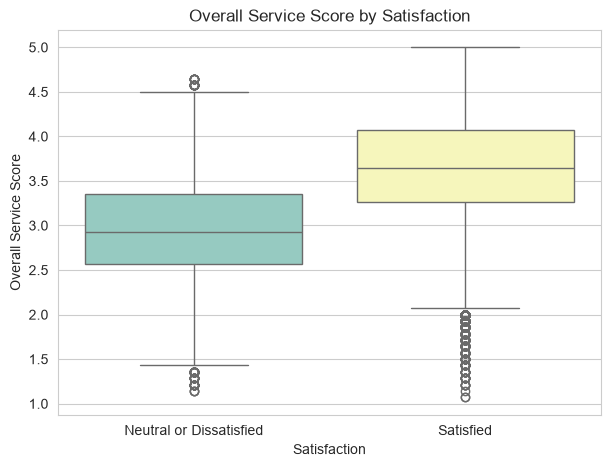 Overall Service Score by Satisfaction
Overall Service Score
5.0
4.5
4.0
3.5
3.0
2.5
2.0
1.5
1.0
Neutral or Dissatisfied
Satisfied
Satisfaction